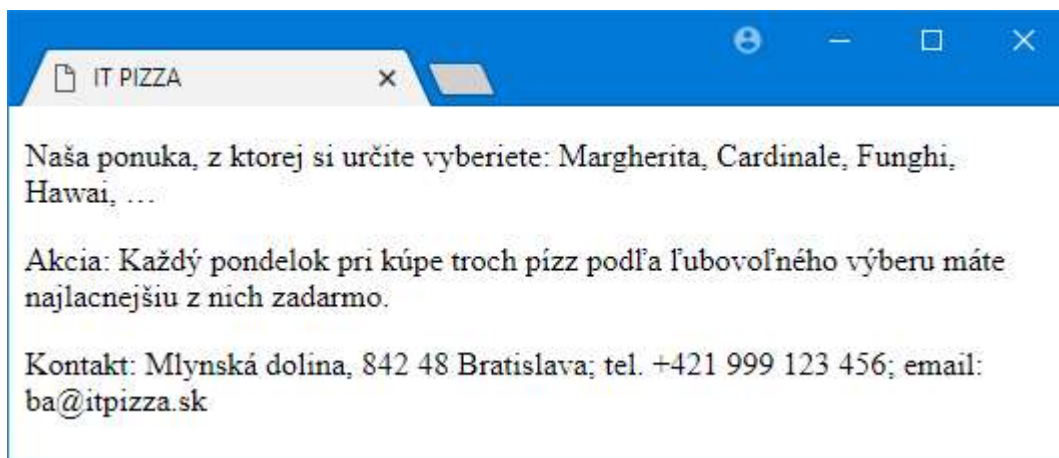 IT PIZZA
Naša ponuka, z ktorej si určite vyberiete: Margherita, Cardinale, Funghi,
Hawai, …
Akcia: Každý pondelok pri kúpe troch pízz podľa ľubovoľného výberu máte
najlacnejšiu z nich zadarmo.
Kontakt: Mlynská dolina, 842 48 Bratislava; tel. +421 999 123 456; email:
ba@itpizza.sk